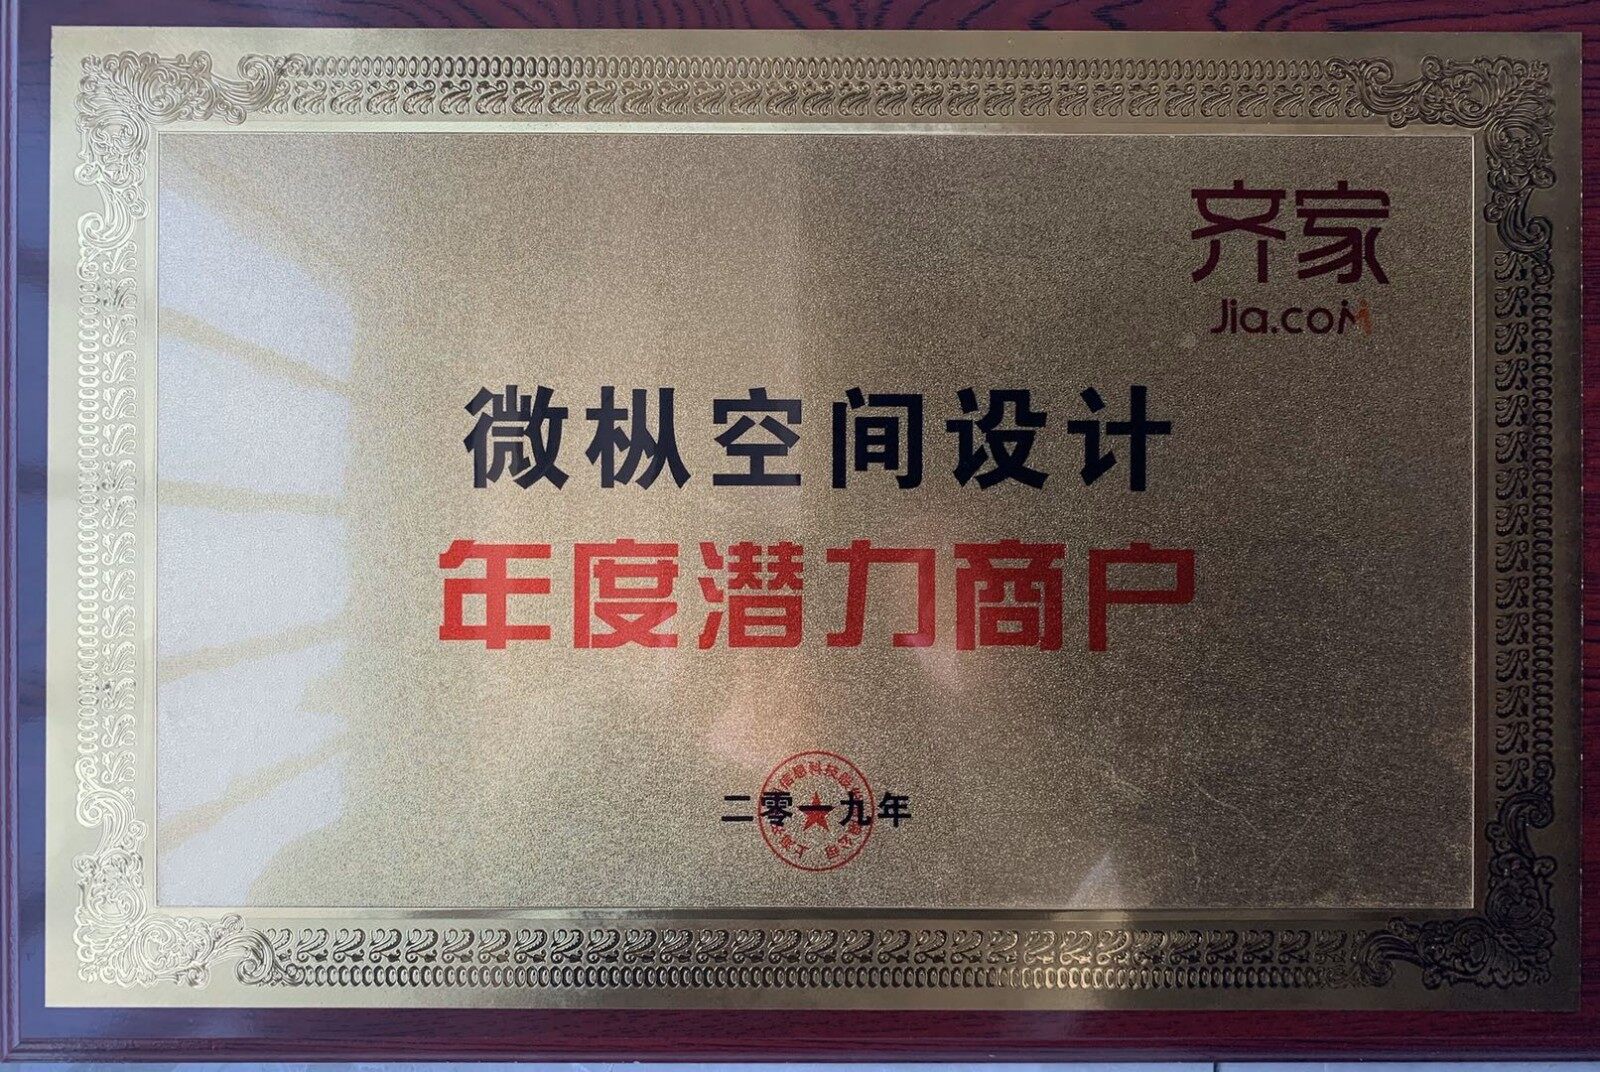 齐家
Jia.com
微枞空间设计
年度潜力商户
二零一九年